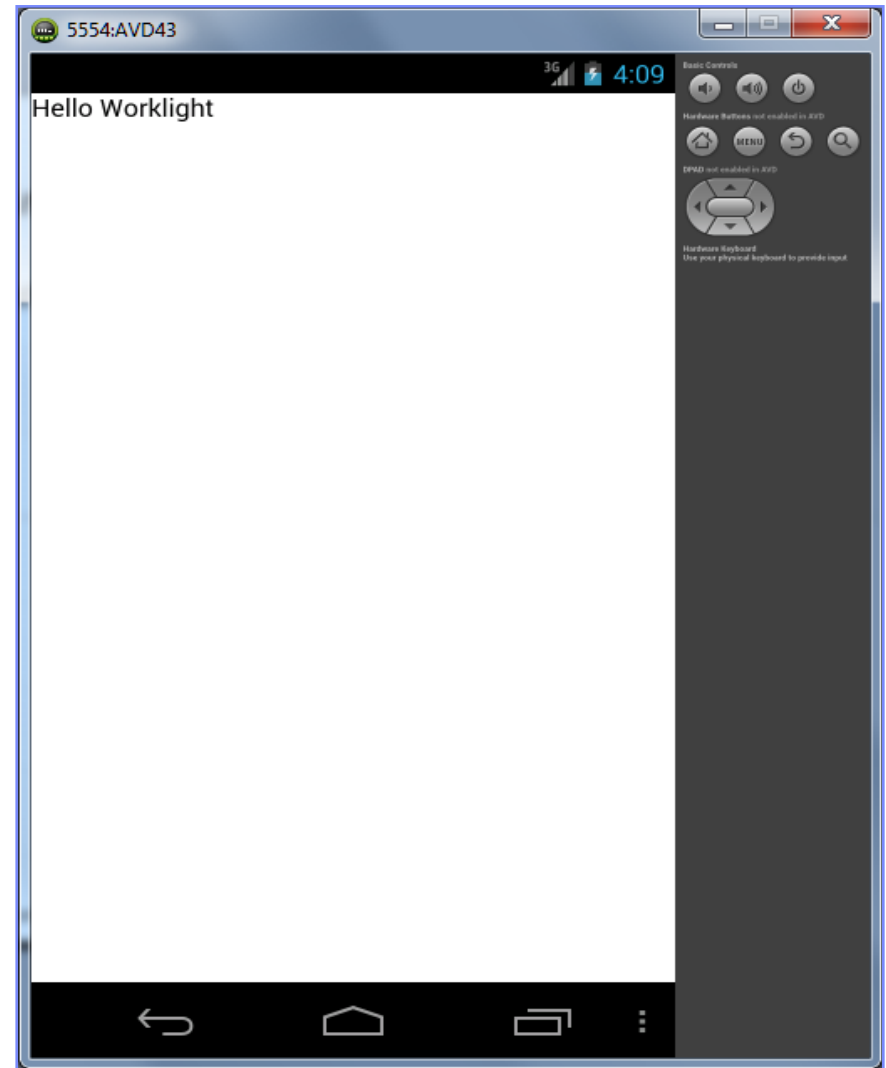 5554:AVD43
3G 4:09
Hello Worklight
Basic Controls
Hardware Buttons not enabled in AVD
MENU
DPAD not enabled in AVD
Hardware Keyboard
Use your physical keyboard to provide input